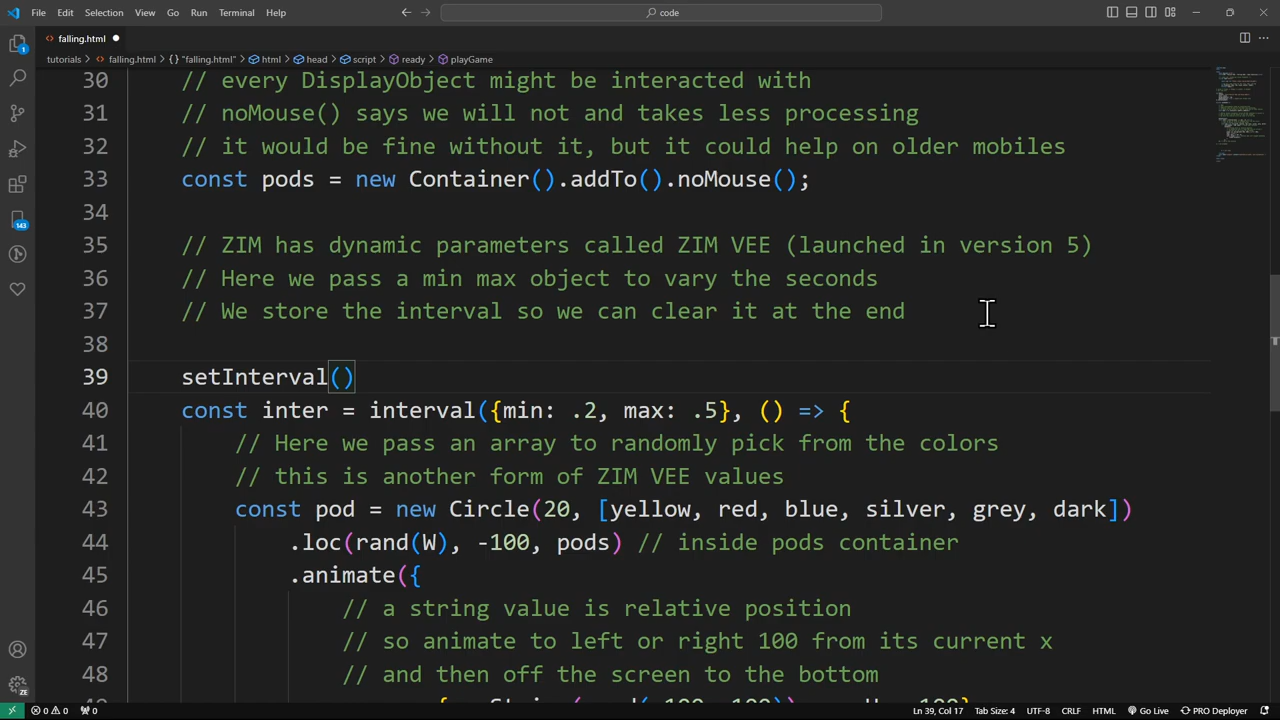 File Edit Selection View Go Run Terminal Help
code
falling.html
tutorials > falling.html > {} "falling.html" > html > head > script > ready > playGame
30 // every DisplayObject might be interacted with
31 // noMouse() says we will not and takes less processing
32 // it would be fine without it, but it could help on older mobiles
33 const pods = new Container().addTo().noMouse();
34
35 // ZIM has dynamic parameters called ZIM VEE (launched in version 5)
36 // Here we pass a min max object to vary the seconds
37 // We store the interval so we can clear it at the end
38
39 setInterval()
40 const inter = interval({min: .2, max: .5}, () => {
41 // Here we pass an array to randomly pick from the colors
42 // this is another form of ZIM VEE values
43 const pod = new Circle(20, [yellow, red, blue, silver, grey, dark])
44 .loc(rand(W), -100, pods) // inside pods container
45 .animate({
46 // a string value is relative position
47 // so animate to left or right 100 from its current x
48 // and then off the screen to the bottom
1
143
ZE
0 0 0 Ln 39, Col 17 Tab Size: 4 UTF-8 CRLF HTML Go Live PRO Deployer